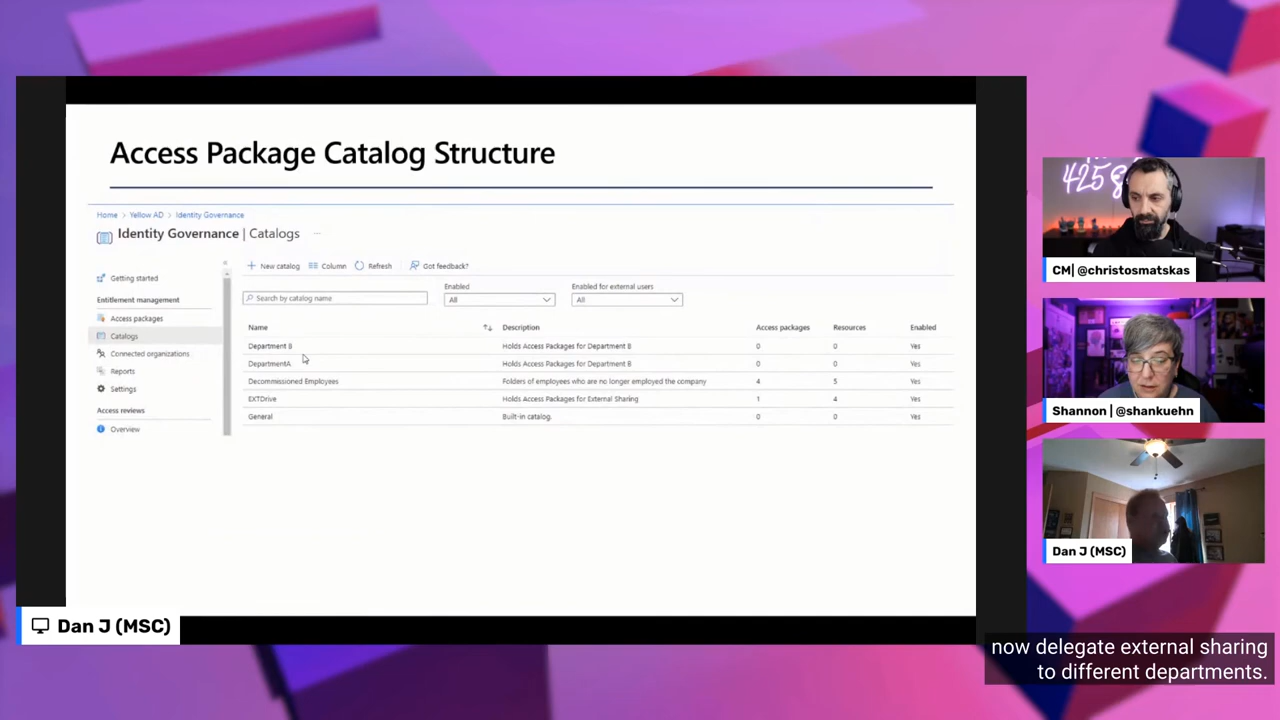 Access Package Catalog Structure
Home > Yellow AD > Identity Governance
Identity Governance | Catalogs ...
+ New catalog Column Refresh Got feedback?
Getting started
Entitlement management
Access packages
Catalogs
Connected organizations
Reports
Settings
Access reviews
Overview
Search by catalog name
Enabled
All
Enabled for external users
All
Name Description Access packages Resources Enabled
Department B Holds Access Packages for Department B 0 0 Yes
DepartmentA Holds Access Packages for Department B 0 0 Yes
Decommissioned Employees Folders of employees who are no longer employed the company 4 5 Yes
EXTDrive Holds Access Packages for External Sharing 1 4 Yes
General Built-in catalog. 0 0 Yes
425
CM| @christosmatskas
Shannon | @shankuehn
Dan J (MSC)
Dan J (MSC)
now delegate external sharing
to different departments.